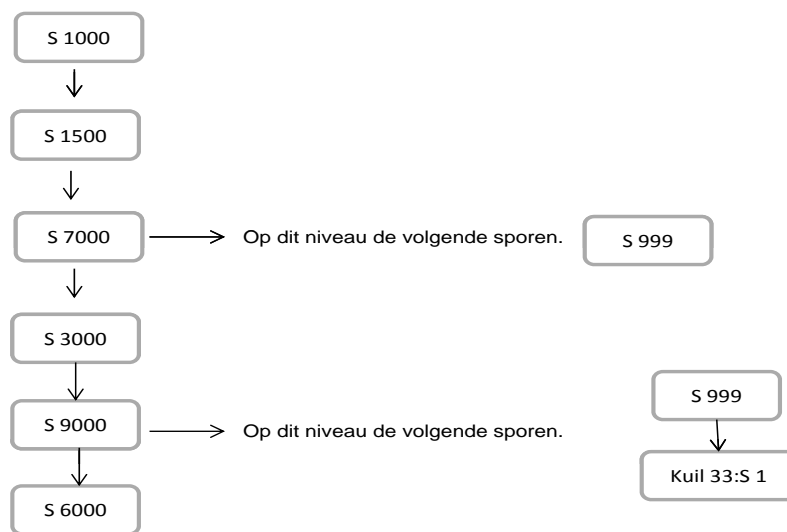 S 1000
S 1500
S 7000
Op dit niveau de volgende sporen.
S 999
S 3000
S 999
S 9000
Op dit niveau de volgende sporen.
Kuil 33:S 1
S 6000